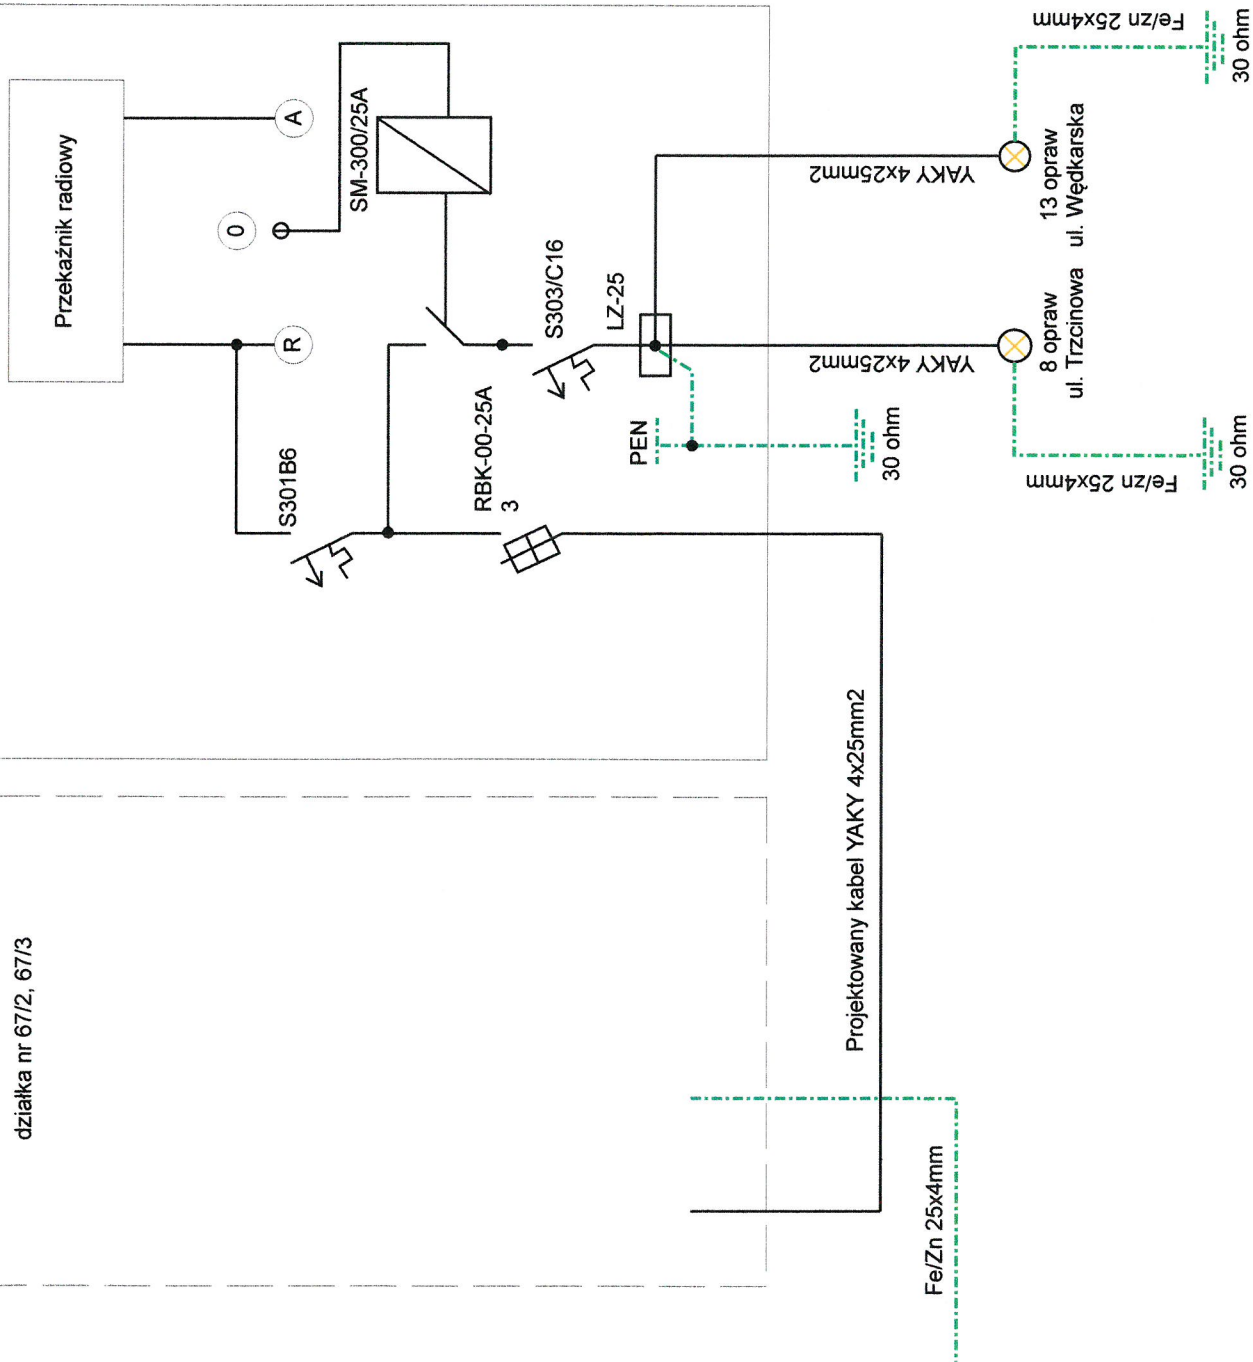 Przekaźnik radiowy
R
0
A
S301B6
SM-300/25A
RBK-00-25A
3
S303/C16
LZ-25
PEN
30 ohm
YAKY 4x25mm2
YAKY 4x25mm2
8 opraw
ul. Trzcinowa
13 opraw
ul. Wędkarska
Fe/zn 25x4mm
30 ohm
Fe/zn 25x4mm
30 ohm
działka nr 67/2, 67/3
Projektowany kabel YAKY 4x25mm2
Fe/Zn 25x4mm